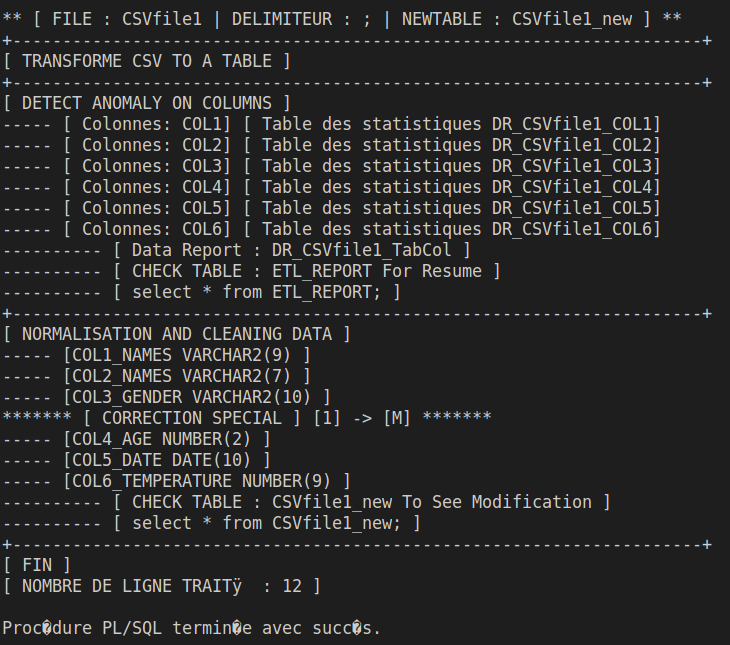 ** [ FILE : CSVfile1 | DELIMITEUR : ; | NEWTABLE : CSVfile1_new ] **
+---------------------------------------------------------------------+
[ TRANSFORME CSV TO A TABLE ]
+---------------------------------------------------------------------+
[ DETECT ANOMALY ON COLUMNS ]
----- [ Colonnes: COL1] [ Table des statistiques DR_CSVfile1_COL1]
----- [ Colonnes: COL2] [ Table des statistiques DR_CSVfile1_COL2]
----- [ Colonnes: COL3] [ Table des statistiques DR_CSVfile1_COL3]
----- [ Colonnes: COL4] [ Table des statistiques DR_CSVfile1_COL4]
----- [ Colonnes: COL5] [ Table des statistiques DR_CSVfile1_COL5]
----- [ Colonnes: COL6] [ Table des statistiques DR_CSVfile1_COL6]
---------- [ Data Report : DR_CSVfile1_TabCol ]
---------- [ CHECK TABLE : ETL_REPORT For Resume ]
---------- [ select * from ETL_REPORT; ]
+---------------------------------------------------------------------+
[ NORMALISATION AND CLEANING DATA ]
----- [COL1_NAMES VARCHAR2(9) ]
----- [COL2_NAMES VARCHAR2(7) ]
----- [COL3_GENDER VARCHAR2(10) ]
******* [ CORRECTION SPECIAL ] [1] -> [M] *******
----- [COL4_AGE NUMBER(2) ]
----- [COL5_DATE DATE(10) ]
----- [COL6_TEMPERATURE NUMBER(9) ]
---------- [ CHECK TABLE : CSVfile1_new To See Modification ]
---------- [ select * from CSVfile1_new; ]
+---------------------------------------------------------------------+
[ FIN ]
[ NOMBRE DE LIGNE TRAITÿ  : 12 ]
Proc�dure PL/SQL termin�e avec succ�s.